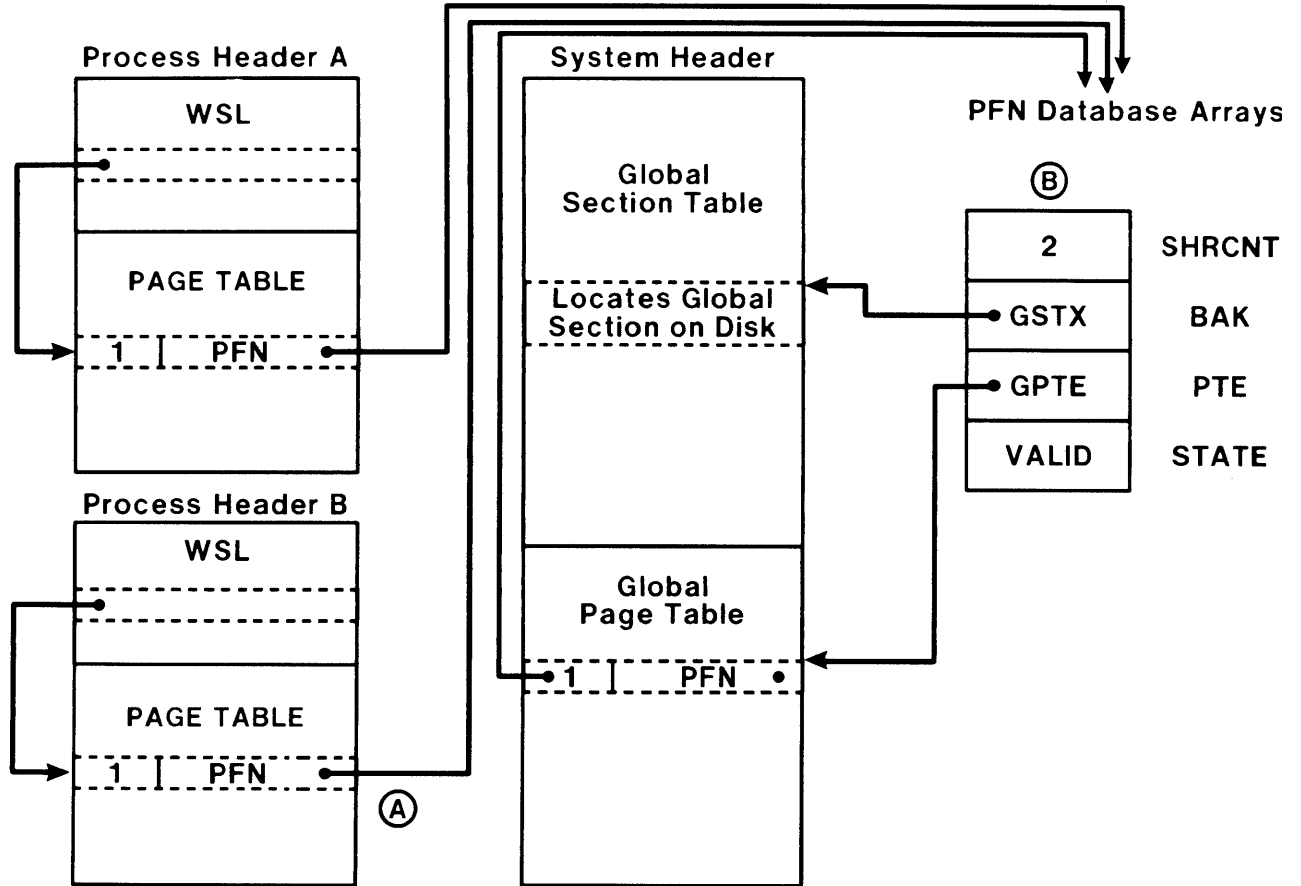 Process Header A
WSL
PAGE TABLE
1 PFN
Process Header B
WSL
PAGE TABLE
1 PFN
A
System Header
Global
Section Table
Locates Global
Section on Disk
Global
Page Table
1 PFN
PFN Database Arrays
B
2 SHRCNT
GSTX BAK
GPTE PTE
VALID STATE